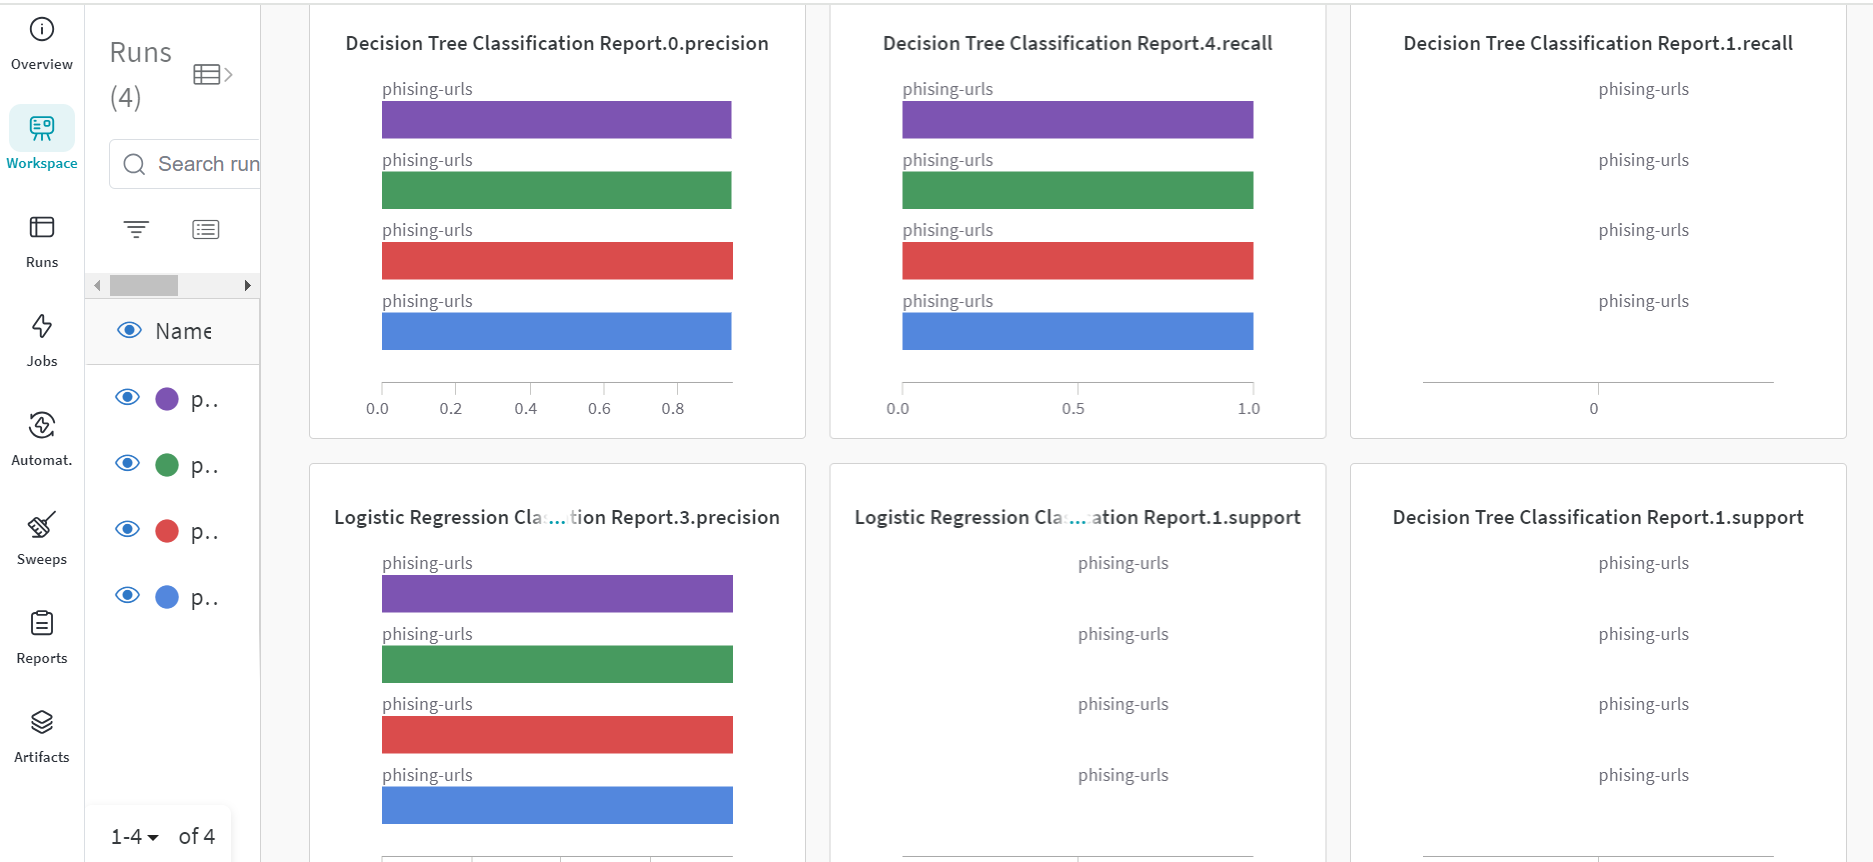 Overview
Workspace
Runs
Jobs
Automat.
Sweeps
Reports
Artifacts
Runs
(4)
Search run
Name
p..
p..
p..
p..
1-4 of 4
Decision Tree Classification Report.0.precision
phising-urls
phising-urls
phising-urls
phising-urls
0.0 0.2 0.4 0.6 0.8
Decision Tree Classification Report.4.recall
phising-urls
phising-urls
phising-urls
phising-urls
0.0 0.5 1.0
Decision Tree Classification Report.1.recall
phising-urls
phising-urls
phising-urls
phising-urls
0
Logistic Regression Cla...tion Report.3.precision
phising-urls
phising-urls
phising-urls
phising-urls
Logistic Regression Cla...ation Report.1.support
phising-urls
phising-urls
phising-urls
phising-urls
Decision Tree Classification Report.1.support
phising-urls
phising-urls
phising-urls
phising-urls